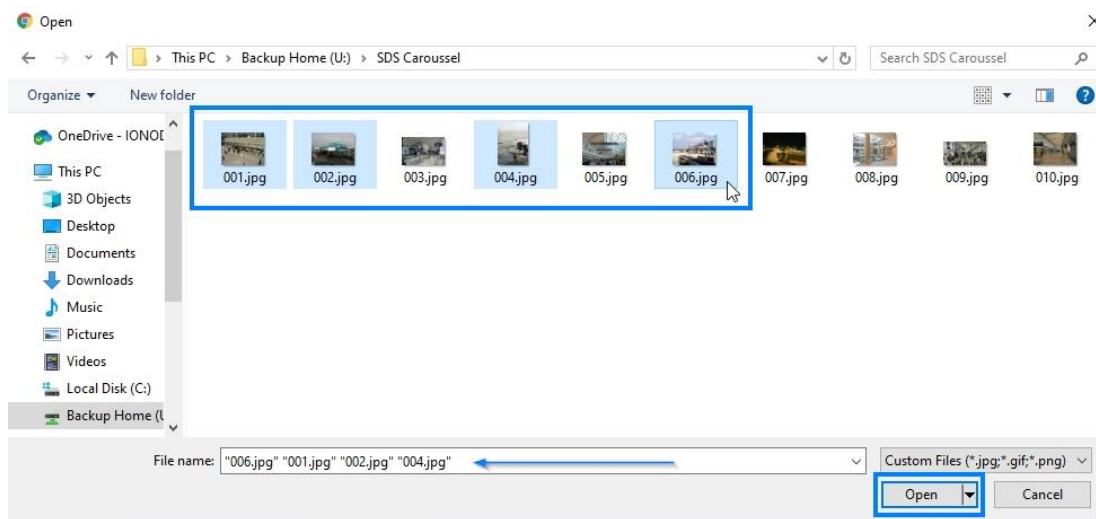 Open
This PC > Backup Home (U:) > SDS Caroussel
Search SDS Caroussel
Organize
New folder
OneDrive - IONOD
This PC
3D Objects
Desktop
Documents
Downloads
Music
Pictures
Videos
Local Disk (C:)
Backup Home (U
001.jpg 002.jpg 003.jpg 004.jpg 005.jpg 006.jpg 007.jpg 008.jpg 009.jpg 010.jpg
File name: "006.jpg" "001.jpg" "002.jpg" "004.jpg"
Custom Files (*.jpg;*.gif;*.png)
Open
Cancel